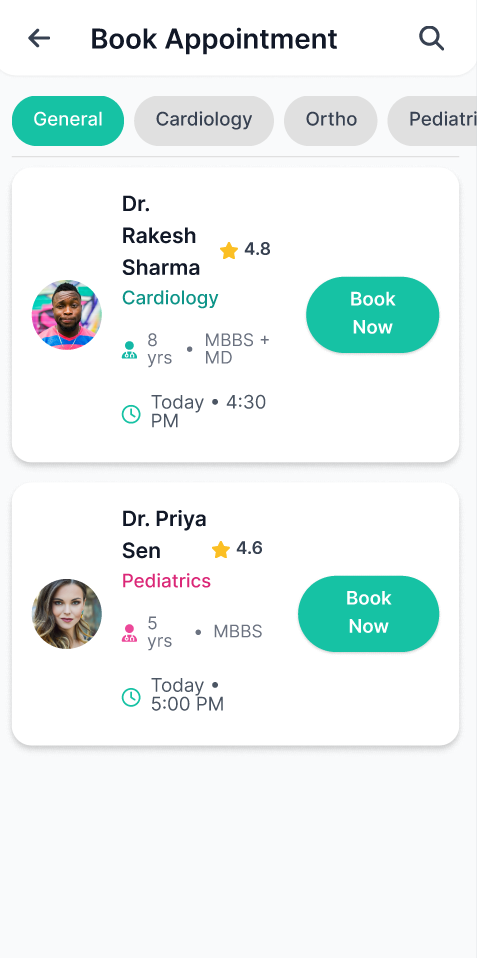 Book Appointment
General Cardiology Ortho Pediatri
Dr.
Rakesh
Sharma
4.8
Cardiology
8
yrs
• MBBS +
MD
Today • 4:30
PM
Book
Now
Dr. Priya
Sen
4.6
Pediatrics
5
yrs
• MBBS
Today •
5:00 PM
Book
Now